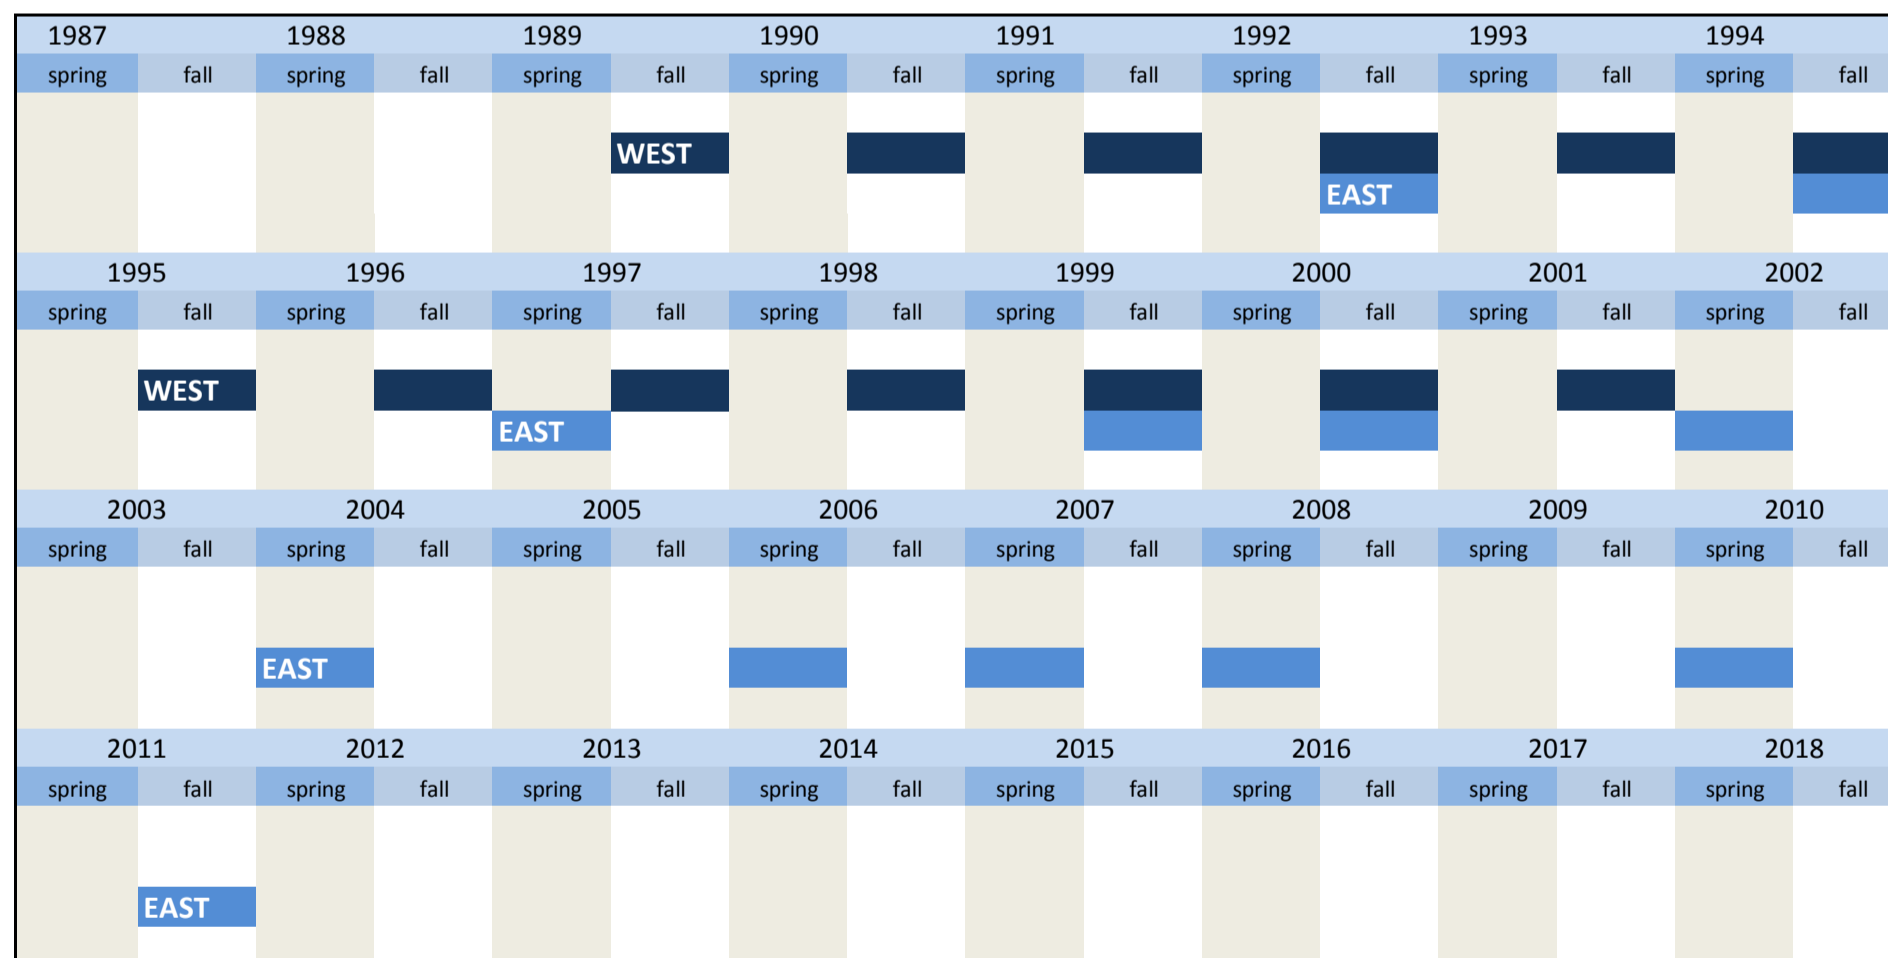 1987 1988 1989 1990 1991 1992 1993 1994
spring fall spring fall spring fall spring fall spring fall spring fall spring fall spring fall
WEST
EAST
1995 1996 1997 1998 1999 2000 2001 2002
spring fall spring fall spring fall spring fall spring fall spring fall spring fall spring fall
WEST
EAST
2003 2004 2005 2006 2007 2008 2009 2010
spring fall spring fall spring fall spring fall spring fall spring fall spring fall spring fall
EAST
2011 2012 2013 2014 2015 2016 2017 2018
spring fall spring fall spring fall spring fall spring fall spring fall spring fall spring fall
EAST